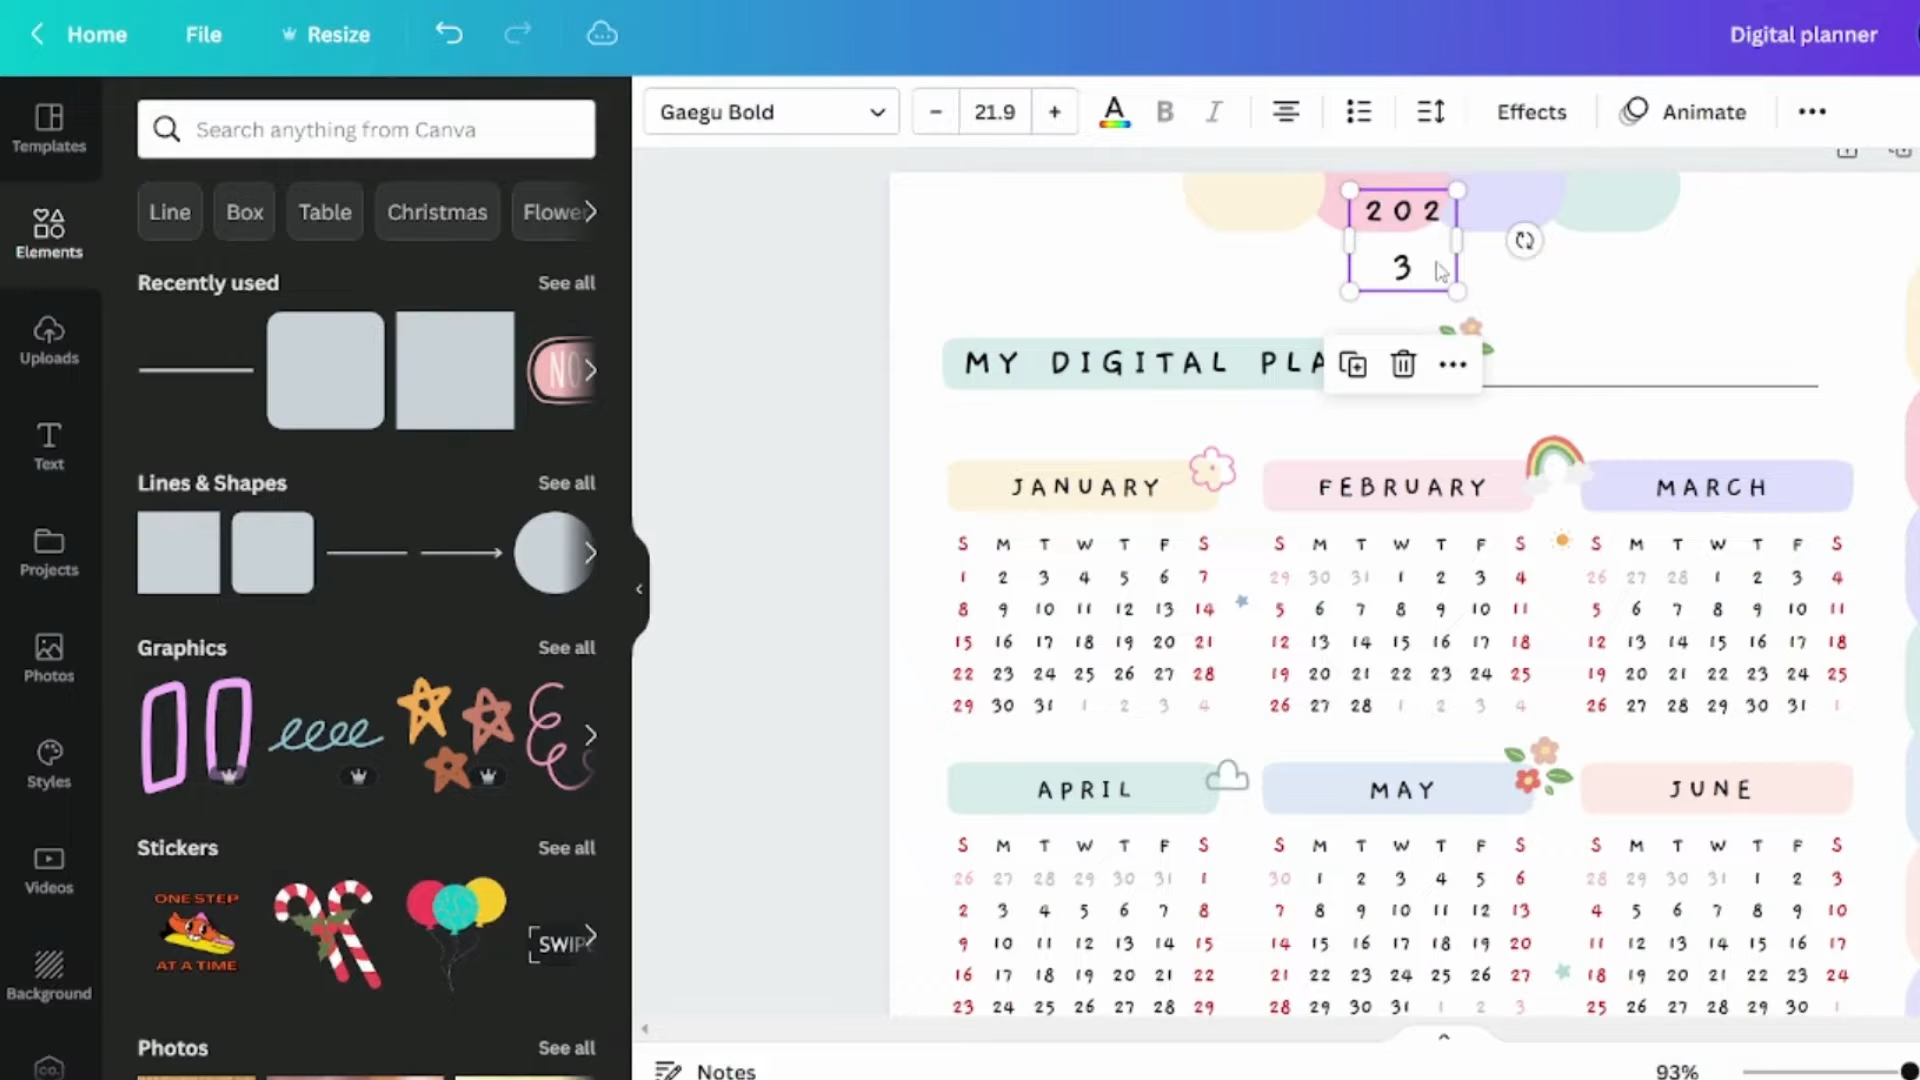 Home File Resize Digital planner
Templates
Elements
Uploads
Text
Projects
Photos
Styles
Videos
Background
co.
Search anything from Canva
Line Box Table Christmas Flower
Recently used See all
NO
Lines & Shapes See all
Graphics See all
Stickers See all
ONE STEP
AT A TIME
SWIP
Photos See all
Gaegu Bold - 21.9 + A B I Effects Animate
202
3
MY DIGITAL PLA
JANUARY
S M T W T F S
1 2 3 4 5 6 7
8 9 10 11 12 13 14
15 16 17 18 19 20 21
22 23 24 25 26 27 28
29 30 31 1 2 3 4
FEBRUARY
S M T W T F S
29 30 31 1 2 3 4
5 6 7 8 9 10 11
12 13 14 15 16 17 18
19 20 21 22 23 24 25
26 27 28 1 2 3 4
MARCH
S M T W T F S
26 27 28 1 2 3 4
5 6 7 8 9 10 11
12 13 14 15 16 17 18
19 20 21 22 23 24 25
26 27 28 29 30 31 1
APRIL
S M T W T F S
26 27 28 29 30 31 1
2 3 4 5 6 7 8
9 10 11 12 13 14 15
16 17 18 19 20 21 22
23 24 25 26 27 28 29
MAY
S M T W T F S
30 1 2 3 4 5 6
7 8 9 10 11 12 13
14 15 16 17 18 19 20
21 22 23 24 25 26 27
28 29 30 31 1 2 3
JUNE
S M T W T F S
28 29 30 31 1 2 3
4 5 6 7 8 9 10
11 12 13 14 15 16 17
18 19 20 21 22 23 24
25 26 27 28 29 30 1
Notes 93%